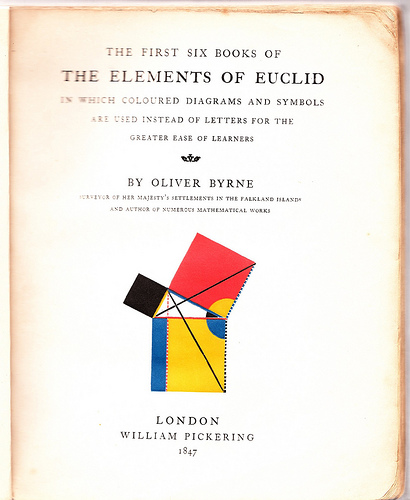 THE FIRST SIX BOOKS OF
THE ELEMENTS OF EUCLID
IN WHICH COLOURED DIAGRAMS AND SYMBOLS
ARE USED INSTEAD OF LETTERS FOR THE
GREATER EASE OF LEARNERS
BY OLIVER BYRNE
SURVEYOR OF HER MAJESTY'S SETTLEMENTS IN THE FALKLAND ISLANDS
AND AUTHOR OF NUMEROUS MATHEMATICAL WORKS
LONDON
WILLIAM PICKERING
1847